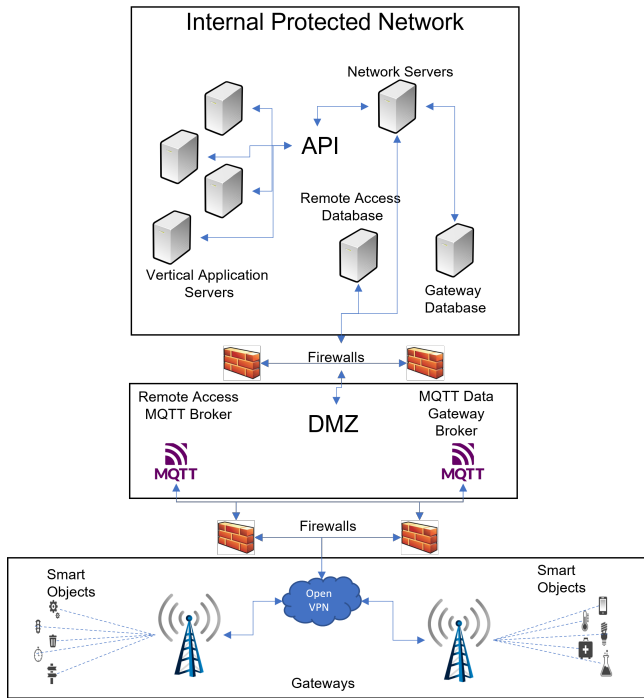 Internal Protected Network
Network Servers
API
Remote Access
Database
Vertical Application
Servers
Gateway
Database
Firewalls
Remote Access
MQTT Broker
DMZ
MQTT Data
Gateway
Broker
MQTT
MQTT
Firewalls
Smart
Objects
Open
VPN
Smart
Objects
Gateways